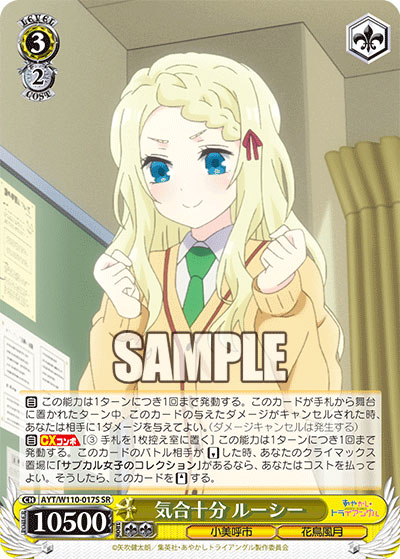 LEVEL
3
2
COST
SAMPLE
この能力は1ターンにつき1回まで発動する。このカードが手札から舞台
に置かれたターン中、このカードの与えたダメージがキャンセルされた時、
あなたは相手に1ダメージを与えてよい。(ダメージキャンセルは発生する)
CXコンボ [③ 手札を1枚控え室に置く] この能力は1ターンにつき1回まで
発動する。このカードのバトル相手が した時、あなたのクライマックス
置場に「サブカル女子のコレクション」があるなら、あなたはコストを払って
よい。そうしたら、このカードをスタンドする。
CH AYT/W110-017S SR
気合十分 ルーシー
あやかしトライアングル
10500
小美呼市
花鳥風月
©矢吹健太朗/集英社・あやかしトライアングル製作委員会